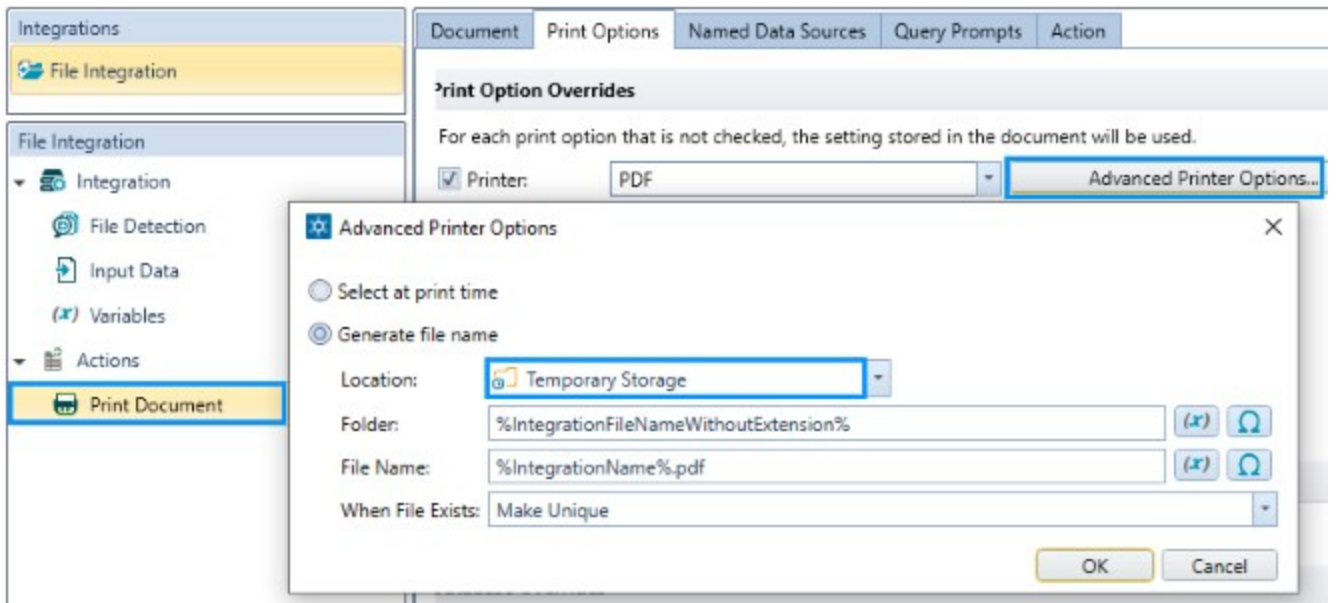 Integrations
File Integration
File Integration
Integration
File Detection
Input Data
(x) Variables
Actions
Print Document
Document Print Options Named Data Sources Query Prompts Action
Print Option Overrides
For each print option that is not checked, the setting stored in the document will be used.
Printer: PDF Advanced Printer Options...
Advanced Printer Options
Select at print time
Generate file name
Location: Temporary Storage
Folder: %IntegrationFileNameWithoutExtension% (x) Ω
File Name: %IntegrationName%.pdf (x) Ω
When File Exists: Make Unique
OK Cancel